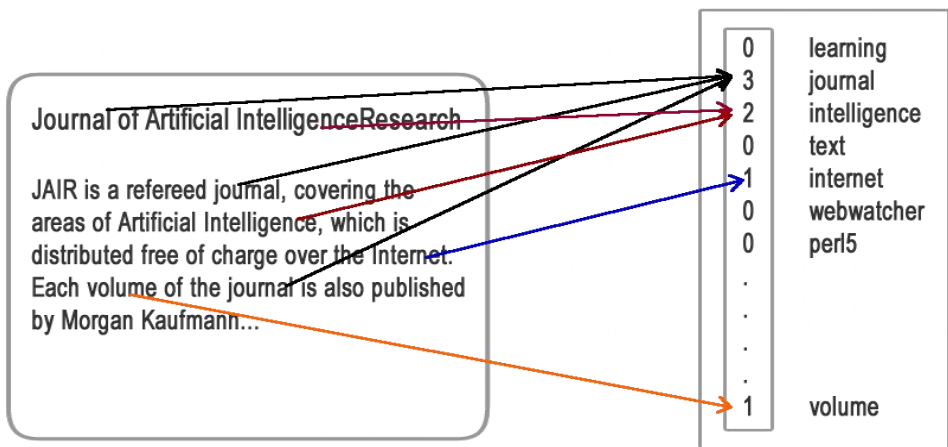 Journal of Artificial IntelligenceResearch
JAIR is a refereed journal, covering the
areas of Artificial Intelligence, which is
distributed free of charge over the Internet.
Each volume of the journal is also published
by Morgan Kaufmann...
0 learning
3 journal
2 intelligence
0 text
1 internet
0 webwatcher
0 perl5
.
.
.
.
1 volume